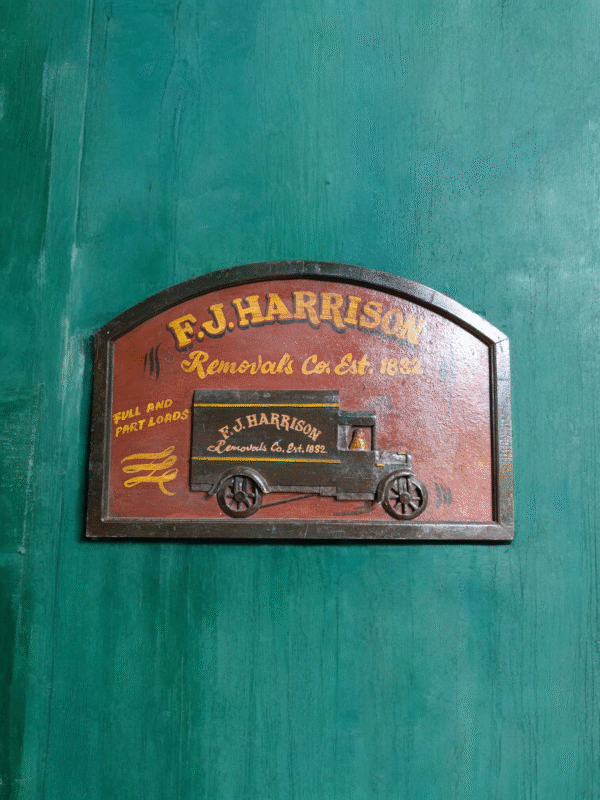 F.J. HARRISON
Removals Co. Est. 1882
FULL AND
PART LOADS
F.J. HARRISON
Removals Co. Est. 1882